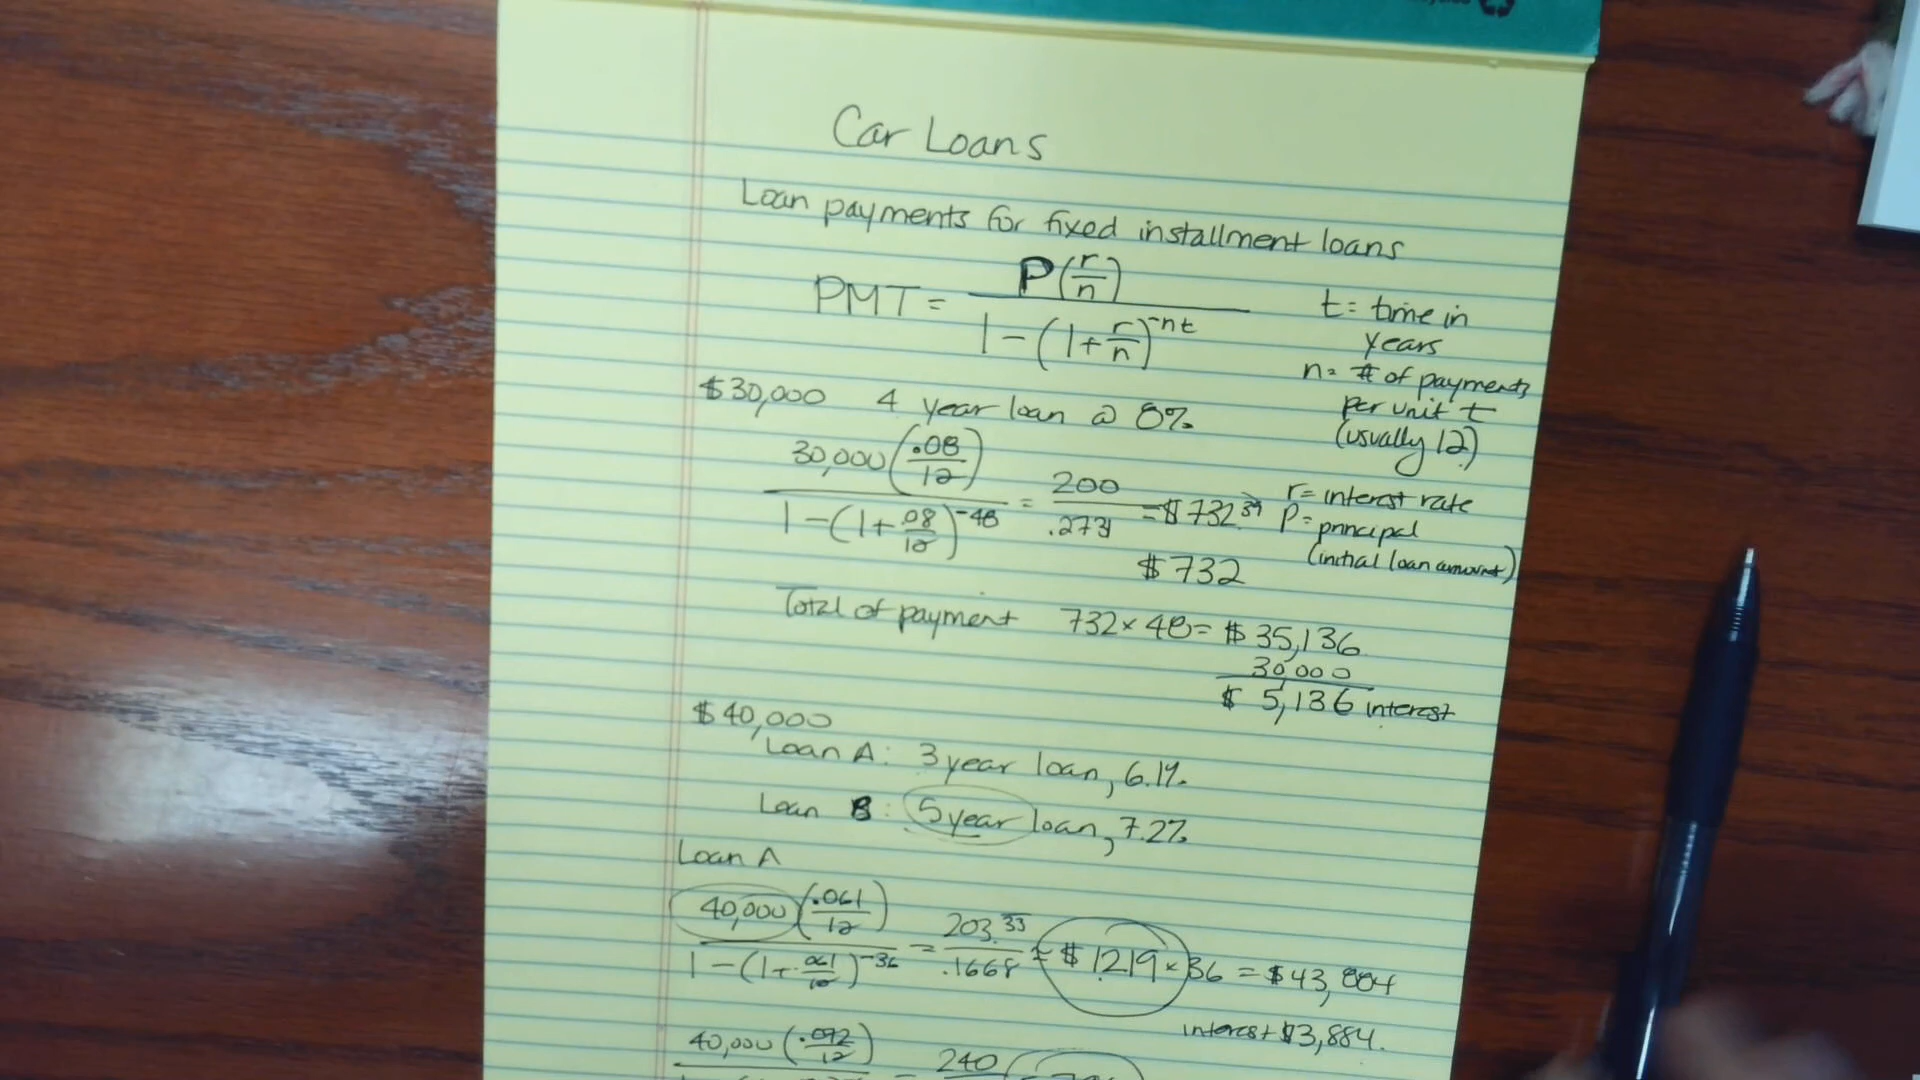 Car Loans
Loan payments for fixed installment loans
PMT = P(r/n) / 1-(1+r/n)^-nt
t = time in years
n = # of payments per unit t (usually 12)
r = interest rate
P = principal (initial loan amount)
$30,000 4 year loan @ 8%
30,000(.08/12) / 1-(1+.08/12)^-48 = 200/.2731 = $732.39
$732
Total of payment 732 × 48 = $35,136
30,000
$5,136 interest
$40,000
Loan A: 3 year loan, 6.1%
Loan B: 5 year loan, 7.2%
Loan A
40,000(.061/12) / 1-(1+.061/12)^-36 = 203.33/.1668 = $1219 × 36 = $43,884
interest $3,884.
40,000(.072/12) = 240